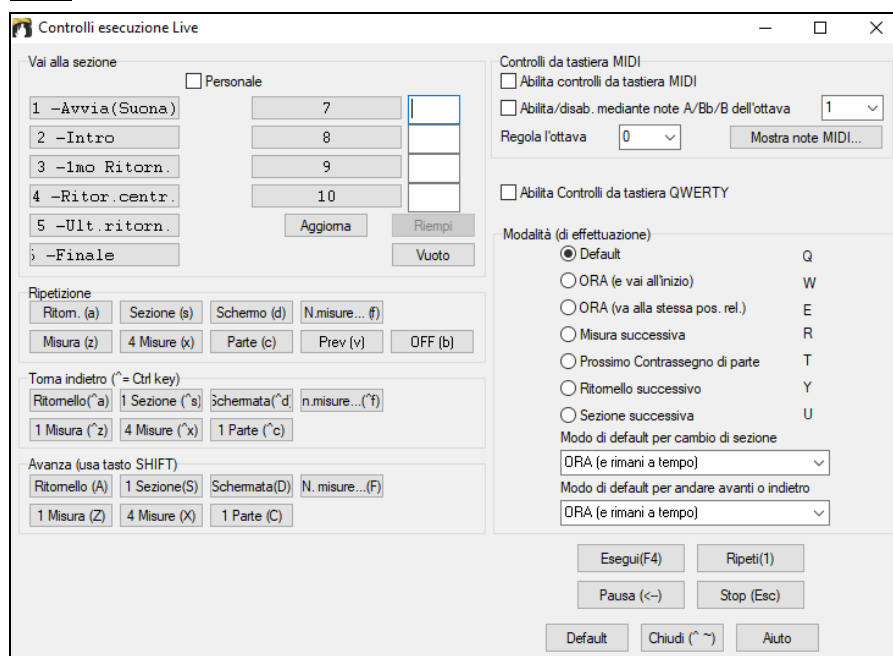 Controlli esecuzione Live
Vai alla sezione
Personale
1 -Avvia(Suona) 7
2 -Intro 8
3 -1mo Ritorn. 9
4 -Ritor.centr. 10
5 -Ult.ritorn. Aggiorna Riempi
-Finale Vuoto
Ripetizione
Ritorn. (a) Sezione (s) Schermo (d) N.misure... (f)
Misura (z) 4 Misure (x) Parte (c) Prev (v) OFF (b)
Torna indietro (^= Ctrl key)
Ritornello(^a) 1 Sezione (^s) Schermata(^d) n.misure...(^f)
1 Misura (^z) 4 Misure (^x) 1 Parte (^c)
Avanza (usa tasto SHIFT)
Ritornello (A) 1 Sezione(S) Schermata(D) N. misure...(F)
1 Misura (Z) 4 Misure (X) 1 Parte (C)
Controlli da tastiera MIDI
Abilita controlli da tastiera MIDI
Abilita/disab. mediante note A/Bb/B dell'ottava 1
Regola l'ottava 0 Mostra note MIDI...
Abilita Controlli da tastiera QWERTY
Modalità (di effettuazione)
Default Q
ORA (e vai all'inizio) W
ORA (va alla stessa pos. rel.) E
Misura successiva R
Prossimo Contrassegno di parte T
Ritornello successivo Y
Sezione successiva U
Modo di default per cambio di sezione
ORA (e rimani a tempo)
Modo di default per andare avanti o indietro
ORA (e rimani a tempo)
Esegui(F4) Ripeti(1)
Pausa (<--) Stop (Esc)
Default Chiudi (^ ~) Aiuto